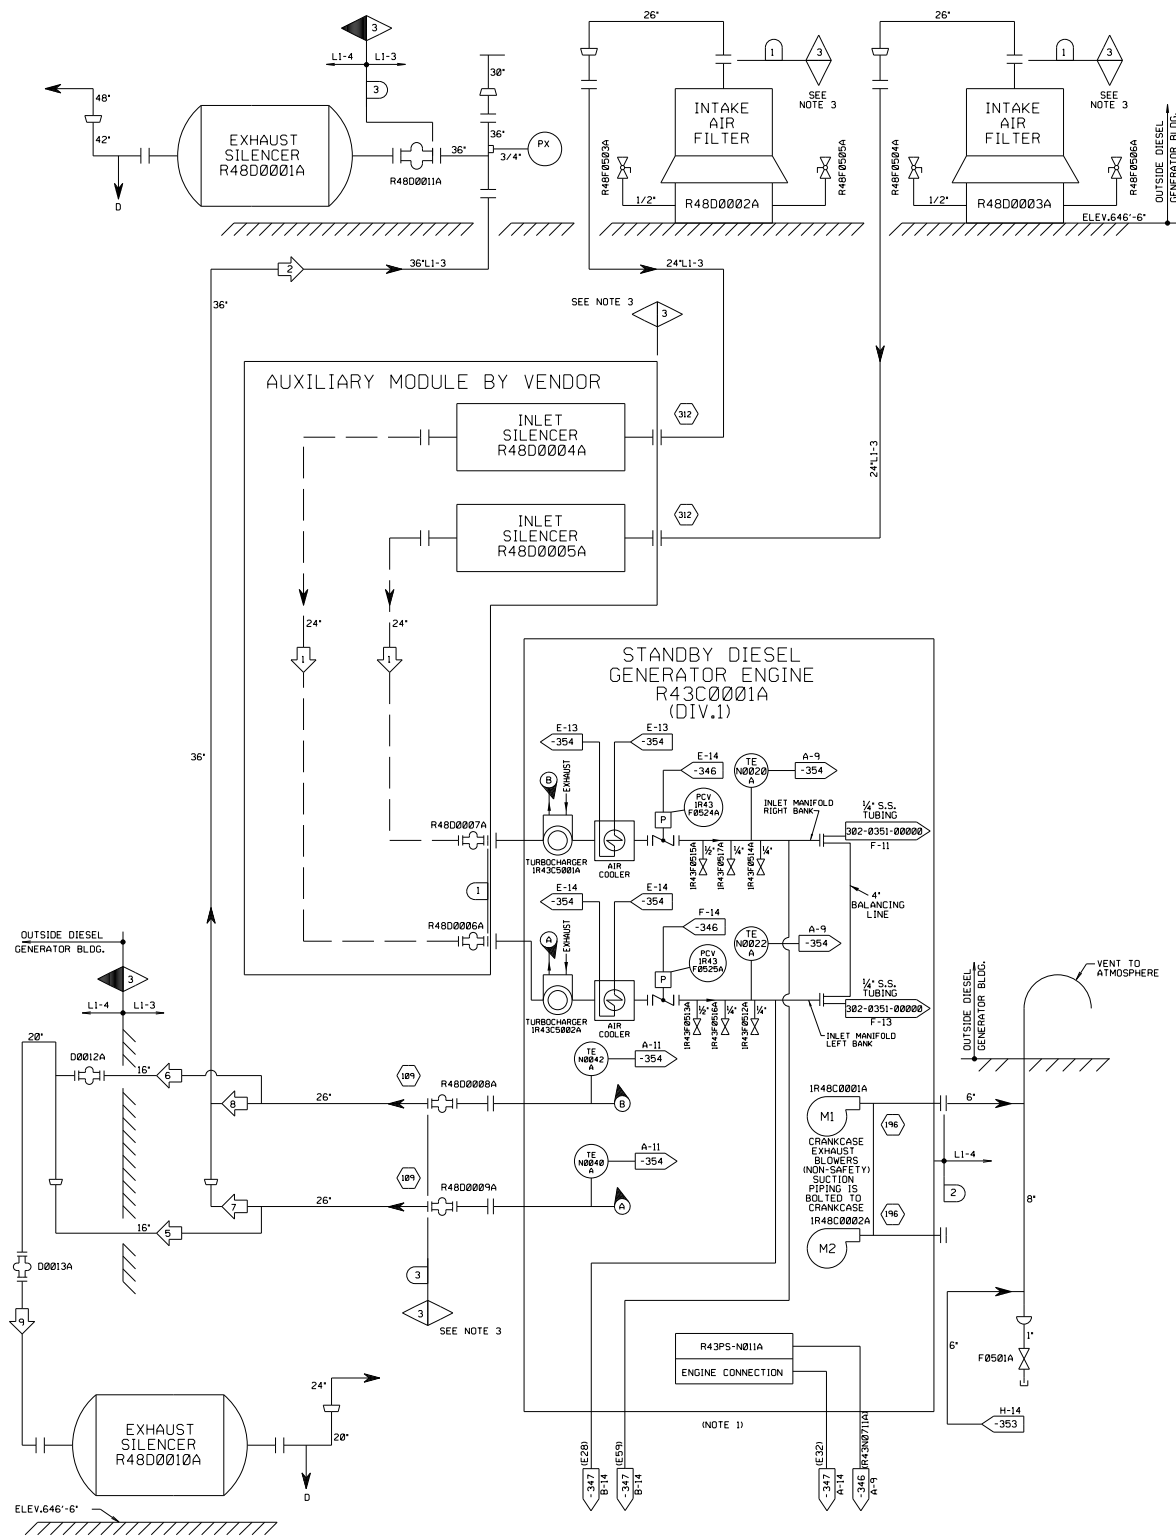 3
L1-4
L1-3
3
48"
42"
D
EXHAUST
SILENCER
R48D0001A
R48D0011A
30"
36"
36"
3/4"
PX
26"
INTAKE
AIR
FILTER
R48D0002A
R48F0503A
1/2"
R48F0505A
1
3
SEE
NOTE 3
26"
INTAKE
AIR
FILTER
R48D0003A
R48F0504A
1/2"
R48F0506A
1
3
SEE
NOTE 3
OUTSIDE DIESEL
GENERATOR BLDG.
ELEV.646'-6"
2
36"L1-3
36"
24"L1-3
SEE NOTE 3
3
AUXILIARY MODULE BY VENDOR
INLET
SILENCER
R48D0004A
312
INLET
SILENCER
R48D0005A
312
24"L1-3
24"
24"
1
1
STANDBY DIESEL
GENERATOR ENGINE
R43C0001A
(DIV.1)
36"
E-13
-354
E-13
-354
E-14
-346
A-9
-354
TE
N0020
A
B
EXHAUST
PCV
1R43
F0524A
P
INLET MANIFOLD
RIGHT BANK
1/4" S.S.
TUBING
302-0351-00000
F-11
R48D0007A
TURBOCHARGER
1R43C5001A
AIR
COOLER
1R43F0515A
1/2"
1R43F0517A
1/4"
1R43F0514A
1/4"
1
4"
BALANCING
LINE
E-14
-354
E-14
-354
F-14
-346
A-9
-354
TE
N0022
A
A
EXHAUST
PCV
1R43
F0525A
P
R48D0006A
TURBOCHARGER
1R43C5002A
AIR
COOLER
1R43F0513A
1/2"
1R43F0516A
1/4"
1R43F0512A
1/4"
INLET MANIFOLD
LEFT BANK
1/4" S.S.
TUBING
302-0351-00000
F-13
OUTSIDE DIESEL
GENERATOR BLDG.
3
L1-4
L1-3
20"
D0012A
16"
6
8
26"
109
R48D0008A
TE
N0042
A
A-11
-354
B
109
R48D0009A
26"
7
16"
5
TE
N0040
A
A-11
-354
A
D0013A
9
3
3
SEE NOTE 3
OUTSIDE DIESEL
GENERATOR BLDG.
VENT TO
ATMOSPHERE
1R48C0001A
M1
6"
196
CRANKCASE
EXHAUST
BLOWERS
(NON-SAFETY)
SUCTION
PIPING IS
BOLTED TO
CRANKCASE
L1-4
2
196
1R48C0002A
M2
8"
6"
1"
F0501A
H-14
-353
R43PS-N011A
ENGINE CONNECTION
(NOTE 1)
24"
20"
D
EXHAUST
SILENCER
R48D0010A
ELEV.646'-6"
(E28)
-347
B-14
(E59)
-347
B-14
(E32)
-347
A-14
(R43N0711A)
-346
A-9